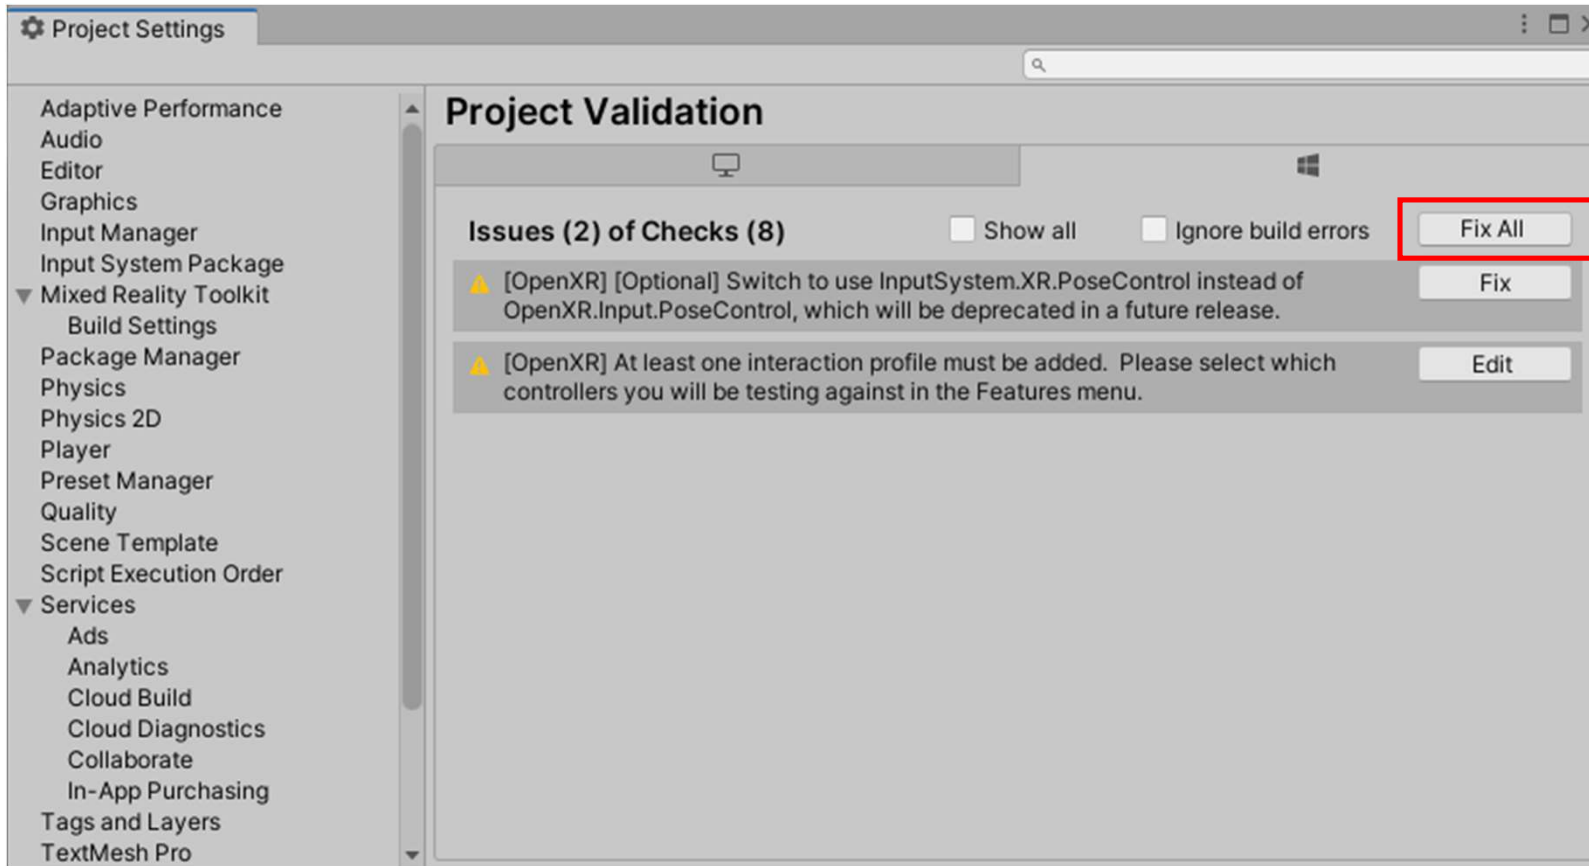 Project Settings
Adaptive Performance
Audio
Editor
Graphics
Input Manager
Input System Package
Mixed Reality Toolkit
Build Settings
Package Manager
Physics
Physics 2D
Player
Preset Manager
Quality
Scene Template
Script Execution Order
Services
Ads
Analytics
Cloud Build
Cloud Diagnostics
Collaborate
In-App Purchasing
Tags and Layers
TextMesh Pro
Project Validation
Issues (2) of Checks (8)
Show all
Ignore build errors
Fix All
[OpenXR] [Optional] Switch to use InputSystem.XR.PoseControl instead of
OpenXR.Input.PoseControl, which will be deprecated in a future release.
Fix
[OpenXR] At least one interaction profile must be added.  Please select which
controllers you will be testing against in the Features menu.
Edit